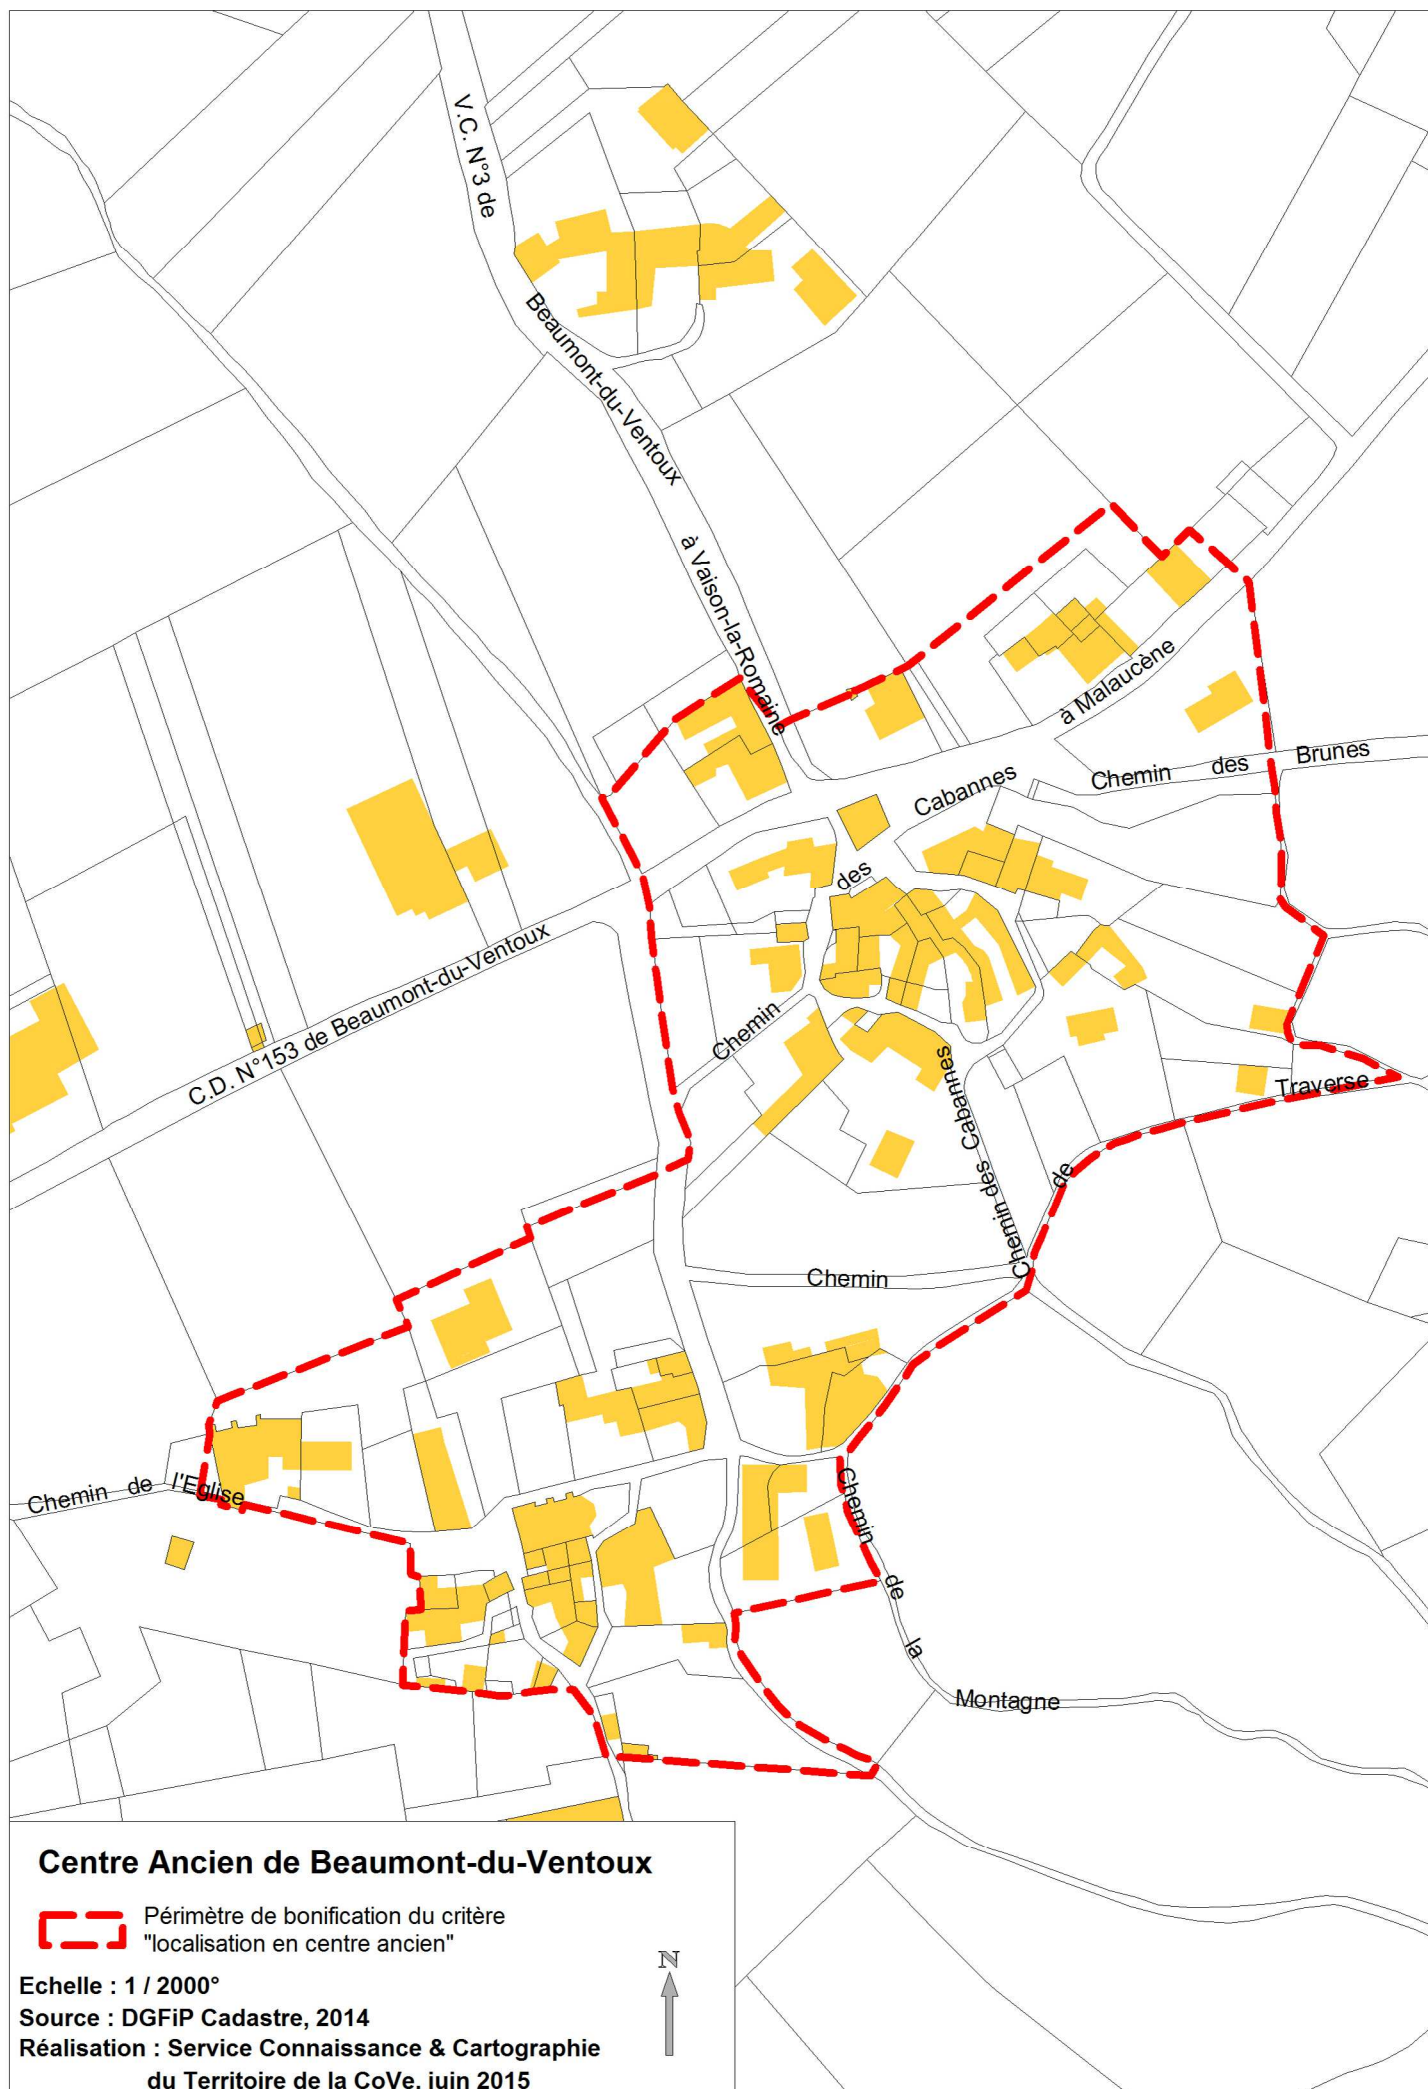 V.C. N°3 de
Beaumont-du-Ventoux
à Vaison-la-Romaine
à Malaucène
Chemin des Brunes
Cabannes
des
Chemin
C.D. N°153 de Beaumont-du-Ventoux
Chemin des Cabannes
Traverse
de
Chemin
Chemin de l'Eglise
Chemin de la Montagne
Centre Ancien de Beaumont-du-Ventoux
Périmètre de bonification du critère
"localisation en centre ancien"
N
Echelle : 1 / 2000°
Source : DGFiP Cadastre, 2014
Réalisation : Service Connaissance & Cartographie
du Territoire de la CoVe, juin 2015